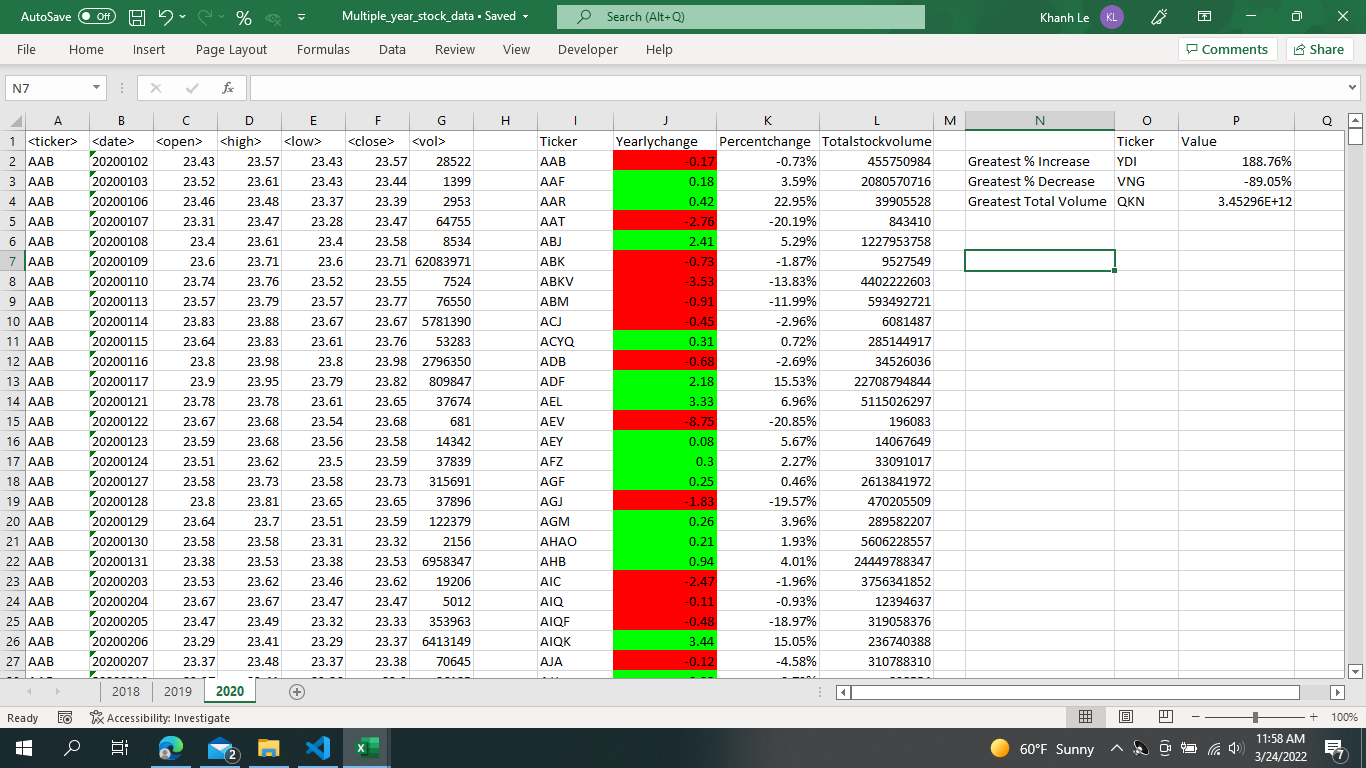 AutoSave Off Multiple_year_stock_data • Saved Search (Alt+Q) Khanh Le KL
File Home Insert Page Layout Formulas Data Review View Developer Help Comments Share
N7 fx
A B C D E F G H I J K L M N O P Q
1 <ticker> <date> <open> <high> <low> <close> <vol> Ticker Yearlychange Percentchange Totalstockvolume Ticker Value
2 AAB 20200102 23.43 23.57 23.43 23.57 28522 AAB -0.17 -0.73% 455750984 Greatest % Increase YDI 188.76%
3 AAB 20200103 23.52 23.61 23.43 23.44 1399 AAF 0.18 3.59% 2080570716 Greatest % Decrease VNG -89.05%
4 AAB 20200106 23.46 23.48 23.37 23.39 2953 AAR 0.42 22.95% 39905528 Greatest Total Volume QKN 3.45296E+12
5 AAB 20200107 23.31 23.47 23.28 23.47 64755 AAT -2.76 -20.19% 843410
6 AAB 20200108 23.4 23.61 23.4 23.58 8534 ABJ 2.41 5.29% 1227953758
7 AAB 20200109 23.6 23.71 23.6 23.71 62083971 ABK -0.73 -1.87% 9527549
8 AAB 20200110 23.74 23.76 23.52 23.55 7524 ABKV -3.53 -13.83% 4402222603
9 AAB 20200113 23.57 23.79 23.57 23.77 76550 ABM -0.91 -11.99% 593492721
10 AAB 20200114 23.83 23.88 23.67 23.67 5781390 ACJ -0.45 -2.96% 6081487
11 AAB 20200115 23.64 23.83 23.61 23.76 53283 ACYQ 0.31 0.72% 285144917
12 AAB 20200116 23.8 23.98 23.8 23.98 2796350 ADB -0.68 -2.69% 34526036
13 AAB 20200117 23.9 23.95 23.79 23.82 809847 ADF 2.18 15.53% 22708794844
14 AAB 20200121 23.78 23.78 23.61 23.65 37674 AEL 3.33 6.96% 5115026297
15 AAB 20200122 23.67 23.68 23.54 23.68 681 AEV -8.75 -20.85% 196083
16 AAB 20200123 23.59 23.68 23.56 23.58 14342 AEY 0.08 5.67% 14067649
17 AAB 20200124 23.51 23.62 23.5 23.59 37839 AFZ 0.3 2.27% 33091017
18 AAB 20200127 23.58 23.73 23.58 23.73 315691 AGF 0.25 0.46% 2613841972
19 AAB 20200128 23.8 23.81 23.65 23.65 37896 AGJ -1.83 -19.57% 470205509
20 AAB 20200129 23.64 23.7 23.51 23.59 122379 AGM 0.26 3.96% 289582207
21 AAB 20200130 23.58 23.58 23.31 23.32 2156 AHAO 0.21 1.93% 5606228557
22 AAB 20200131 23.38 23.53 23.38 23.53 6958347 AHB 0.94 4.01% 24449788347
23 AAB 20200203 23.53 23.62 23.46 23.62 19206 AIC -2.47 -1.96% 3756341852
24 AAB 20200204 23.67 23.67 23.47 23.47 5012 AIQ -0.11 -0.93% 12394637
25 AAB 20200205 23.47 23.49 23.32 23.33 353963 AIQF -0.48 -18.97% 319058376
26 AAB 20200206 23.29 23.41 23.29 23.37 6413149 AIQK 3.44 15.05% 236740388
27 AAB 20200207 23.37 23.48 23.37 23.38 70645 AJA -0.12 -4.58% 310788310
2018 2019 2020
Ready Accessibility: Investigate 100%
2 60°F Sunny 11:58 AM 7
3/24/2022